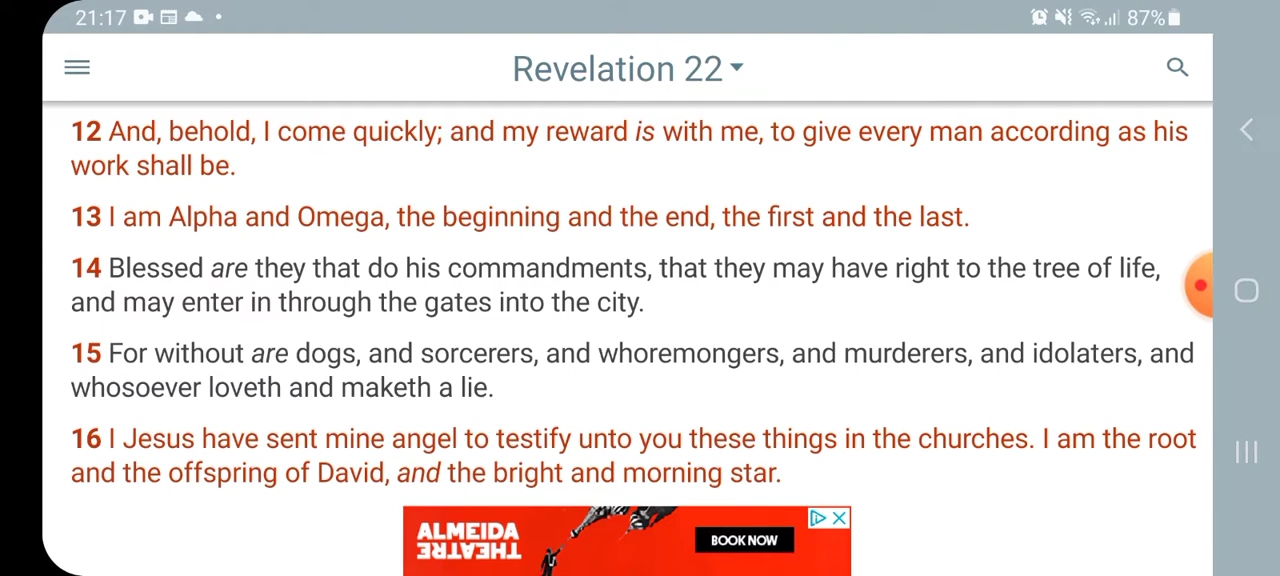 21:17
87%
Revelation 22
12 And, behold, I come quickly; and my reward is with me, to give every man according as his
work shall be.
13 I am Alpha and Omega, the beginning and the end, the first and the last.
14 Blessed are they that do his commandments, that they may have right to the tree of life,
and may enter in through the gates into the city.
15 For without are dogs, and sorcerers, and whoremongers, and murderers, and idolaters, and
whosoever loveth and maketh a lie.
16 I Jesus have sent mine angel to testify unto you these things in the churches. I am the root
and the offspring of David, and the bright and morning star.
ALMEIDA
THEATRE
BOOK NOW